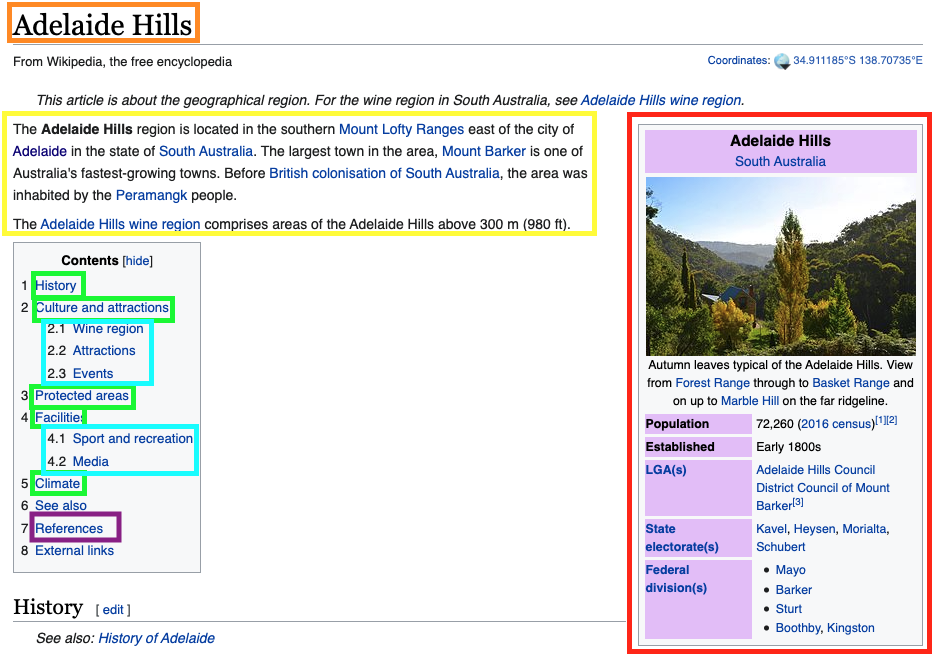 Adelaide Hills
From Wikipedia, the free encyclopedia
Coordinates: 34.911185°S 138.70735°E
This article is about the geographical region. For the wine region in South Australia, see Adelaide Hills wine region.
The Adelaide Hills region is located in the southern Mount Lofty Ranges east of the city of
Adelaide in the state of South Australia. The largest town in the area, Mount Barker is one of
Australia's fastest-growing towns. Before British colonisation of South Australia, the area was
inhabited by the Peramangk people.
The Adelaide Hills wine region comprises areas of the Adelaide Hills above 300 m (980 ft).
Contents [hide]
1 History
2 Culture and attractions
2.1 Wine region
2.2 Attractions
2.3 Events
3 Protected areas
4 Facilities
4.1 Sport and recreation
4.2 Media
5 Climate
6 See also
7 References
8 External links
History [ edit ]
See also: History of Adelaide
Adelaide Hills
South Australia
Autumn leaves typical of the Adelaide Hills. View
from Forest Range through to Basket Range and
on up to Marble Hill on the far ridgeline.
Population 72,260 (2016 census)[1][2]
Established Early 1800s
LGA(s) Adelaide Hills Council
District Council of Mount
Barker[3]
State Kavel, Heysen, Morialta,
electorate(s) Schubert
Federal • Mayo
division(s) • Barker
• Sturt
• Boothby, Kingston